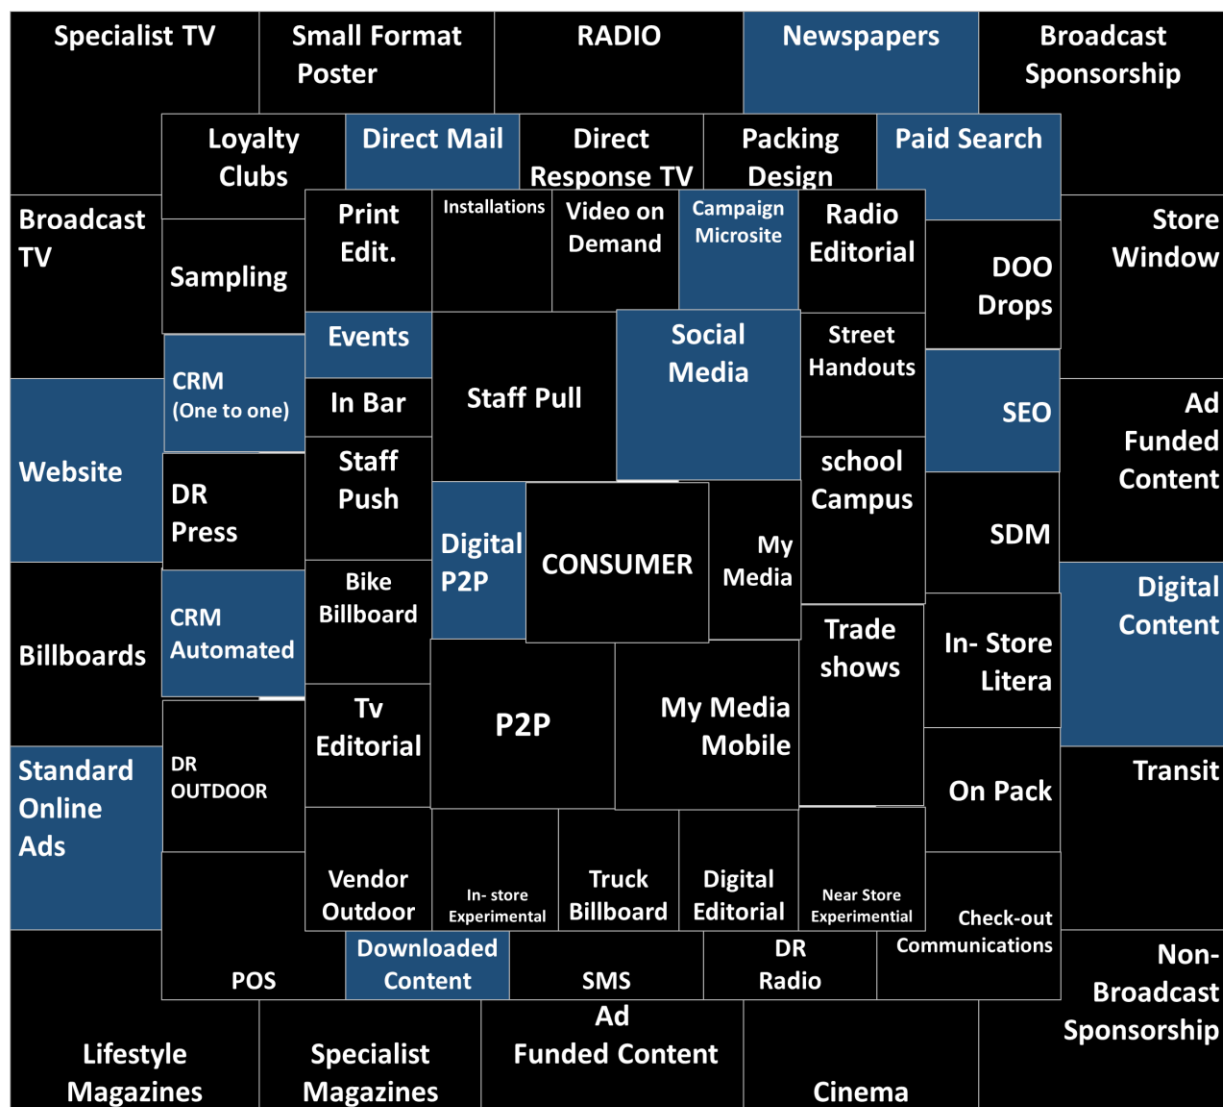 Specialist TV
Small Format
Poster
RADIO
Newspapers
Broadcast
Sponsorship
Loyalty
Clubs
Direct Mail
Direct
Response TV
Packing
Design
Paid Search
Broadcast
TV
Sampling
Print
Edit.
Installations
Video on
Demand
Campaign
Microsite
Radio
Editorial
DOO
Drops
Store
Window
CRM
(One to one)
Events
In Bar
Staff Pull
Social
Media
Street
Handouts
SEO
Ad
Funded
Content
Website
DR
Press
Staff
Push
Digital
P2P
CONSUMER
My
Media
school
Campus
SDM
Digital
Content
Billboards
CRM
Automated
Bike
Billboard
Trade
shows
In- Store
Litera
Standard
Online
Ads
DR
OUTDOOR
Tv
Editorial
P2P
My Media
Mobile
On Pack
Transit
Vendor
Outdoor
In- store
Experimental
Truck
Billboard
Digital
Editorial
Near Store
Experimential
Check-out
Communications
POS
Downloaded
Content
SMS
DR
Radio
Non-
Broadcast
Sponsorship
Lifestyle
Magazines
Specialist
Magazines
Ad
Funded Content
Cinema